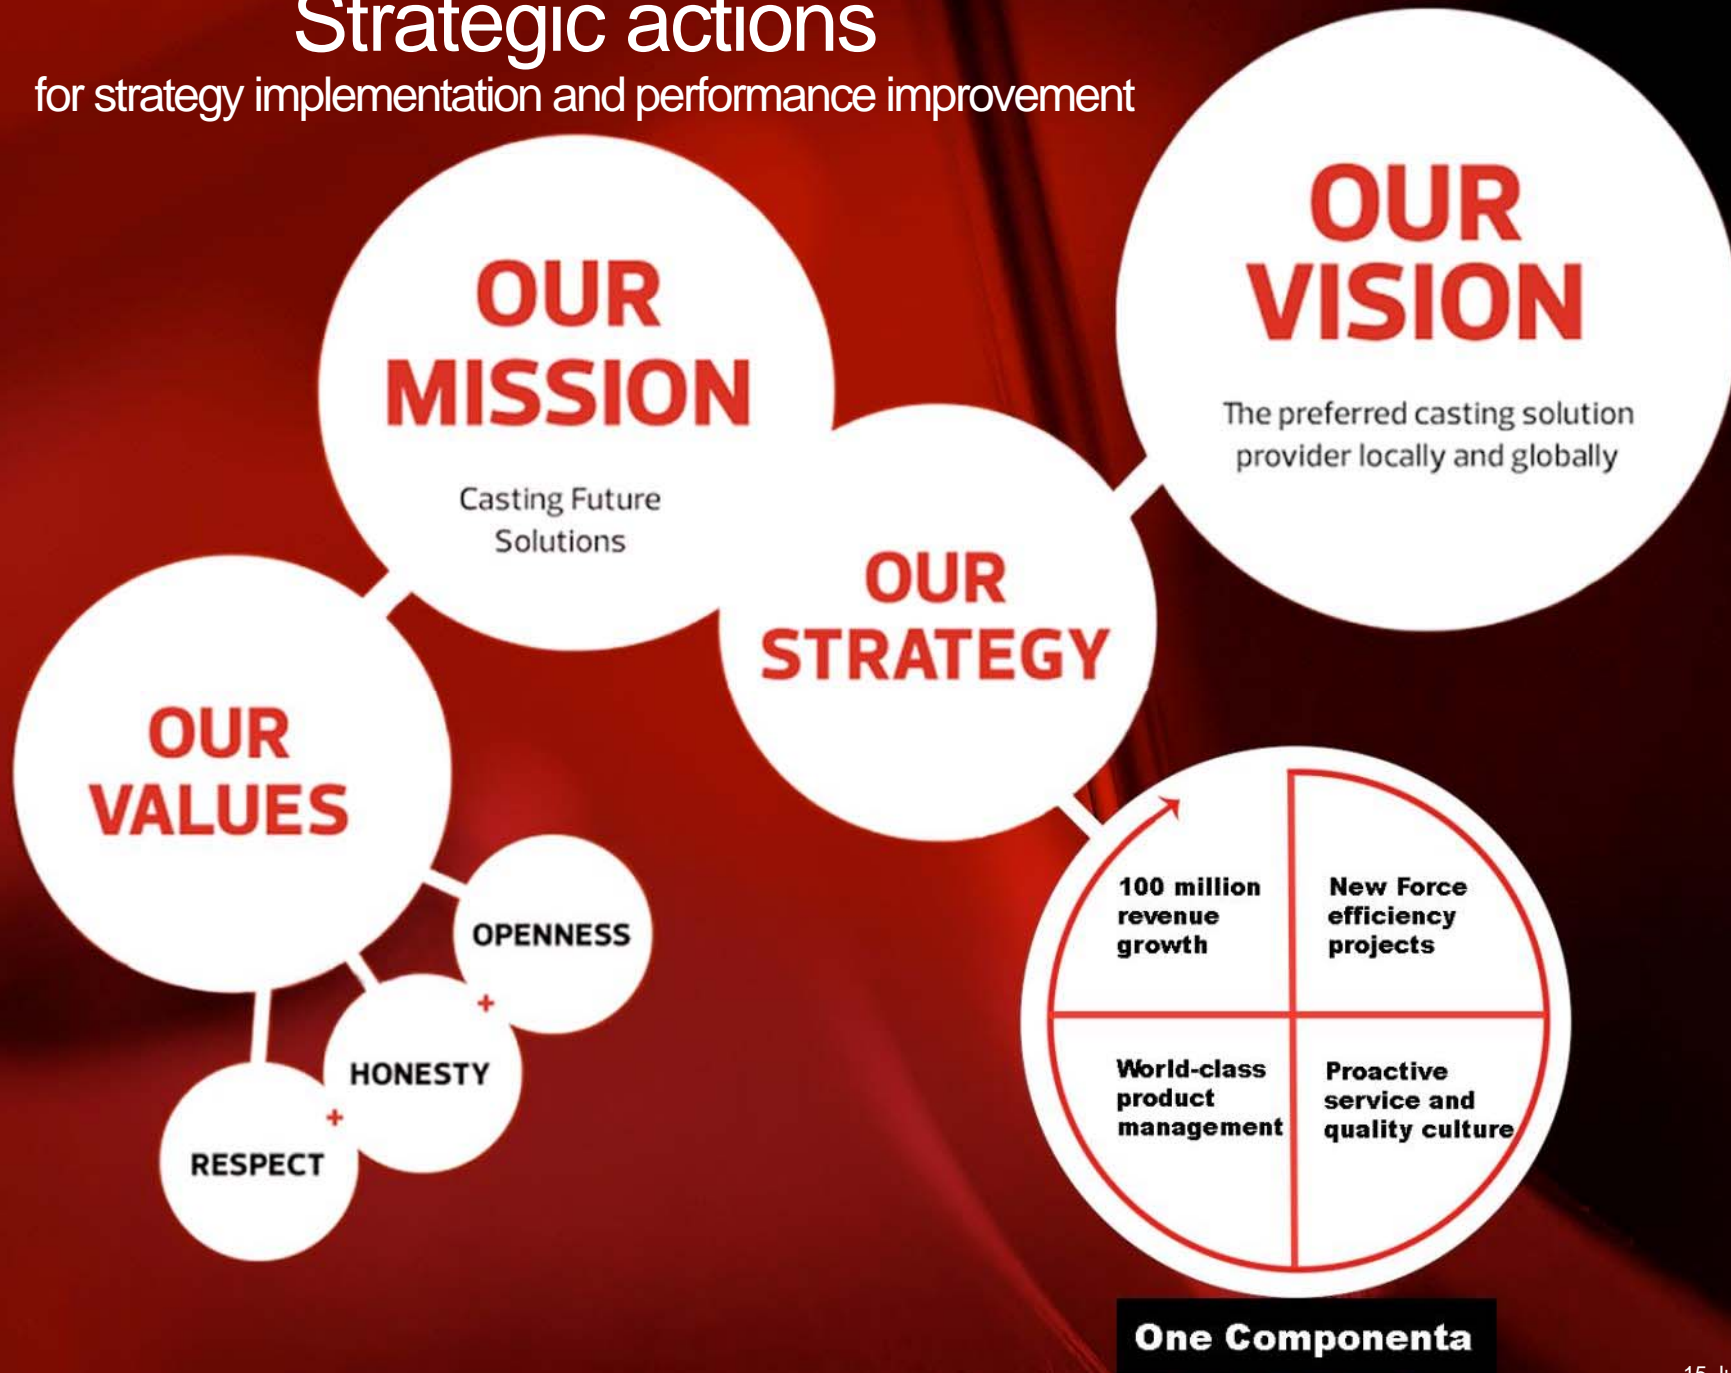 Strategic actions
for strategy implementation and performance improvement
OUR
MISSION
Casting Future
Solutions
OUR
VISION
The preferred casting solution
provider locally and globally
OUR
STRATEGY
OUR
VALUES
OPENNESS
+
HONESTY
+
RESPECT
100 million
revenue
growth
New Force
efficiency
projects
World-class
product
management
Proactive
service and
quality culture
One Componenta